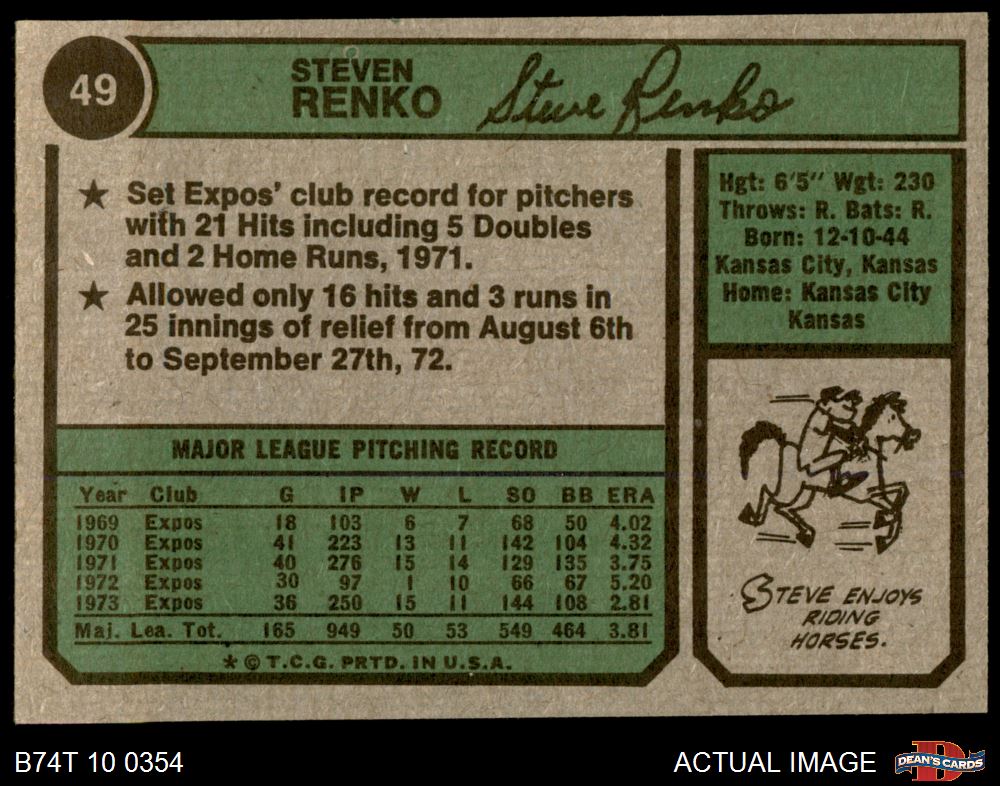 49
STEVEN
RENKO
Steve Renko
★ Set Expos' club record for pitchers
with 21 Hits including 5 Doubles
and 2 Home Runs, 1971.
★ Allowed only 16 hits and 3 runs in
25 innings of relief from August 6th
to September 27th, 72.
Hgt: 6'5" Wgt: 230
Throws: R. Bats: R.
Born: 12-10-44
Kansas City, Kansas
Home: Kansas City
Kansas
MAJOR LEAGUE PITCHING RECORD
Year Club G IP W L SO BB ERA
1969 Expos 18 103 6 7 68 50 4.02
1970 Expos 41 223 13 11 142 104 4.32
1971 Expos 40 276 15 14 129 135 3.75
1972 Expos 30 97 1 10 66 67 5.20
1973 Expos 36 250 15 11 144 108 2.81
Maj. Lea. Tot. 165 949 50 53 549 464 3.81
★ © T.C.G. PRTD. IN U.S.A.
STEVE ENJOYS
RIDING
HORSES.
B74T 10 0354
ACTUAL IMAGE
D
DEAN'S CARDS